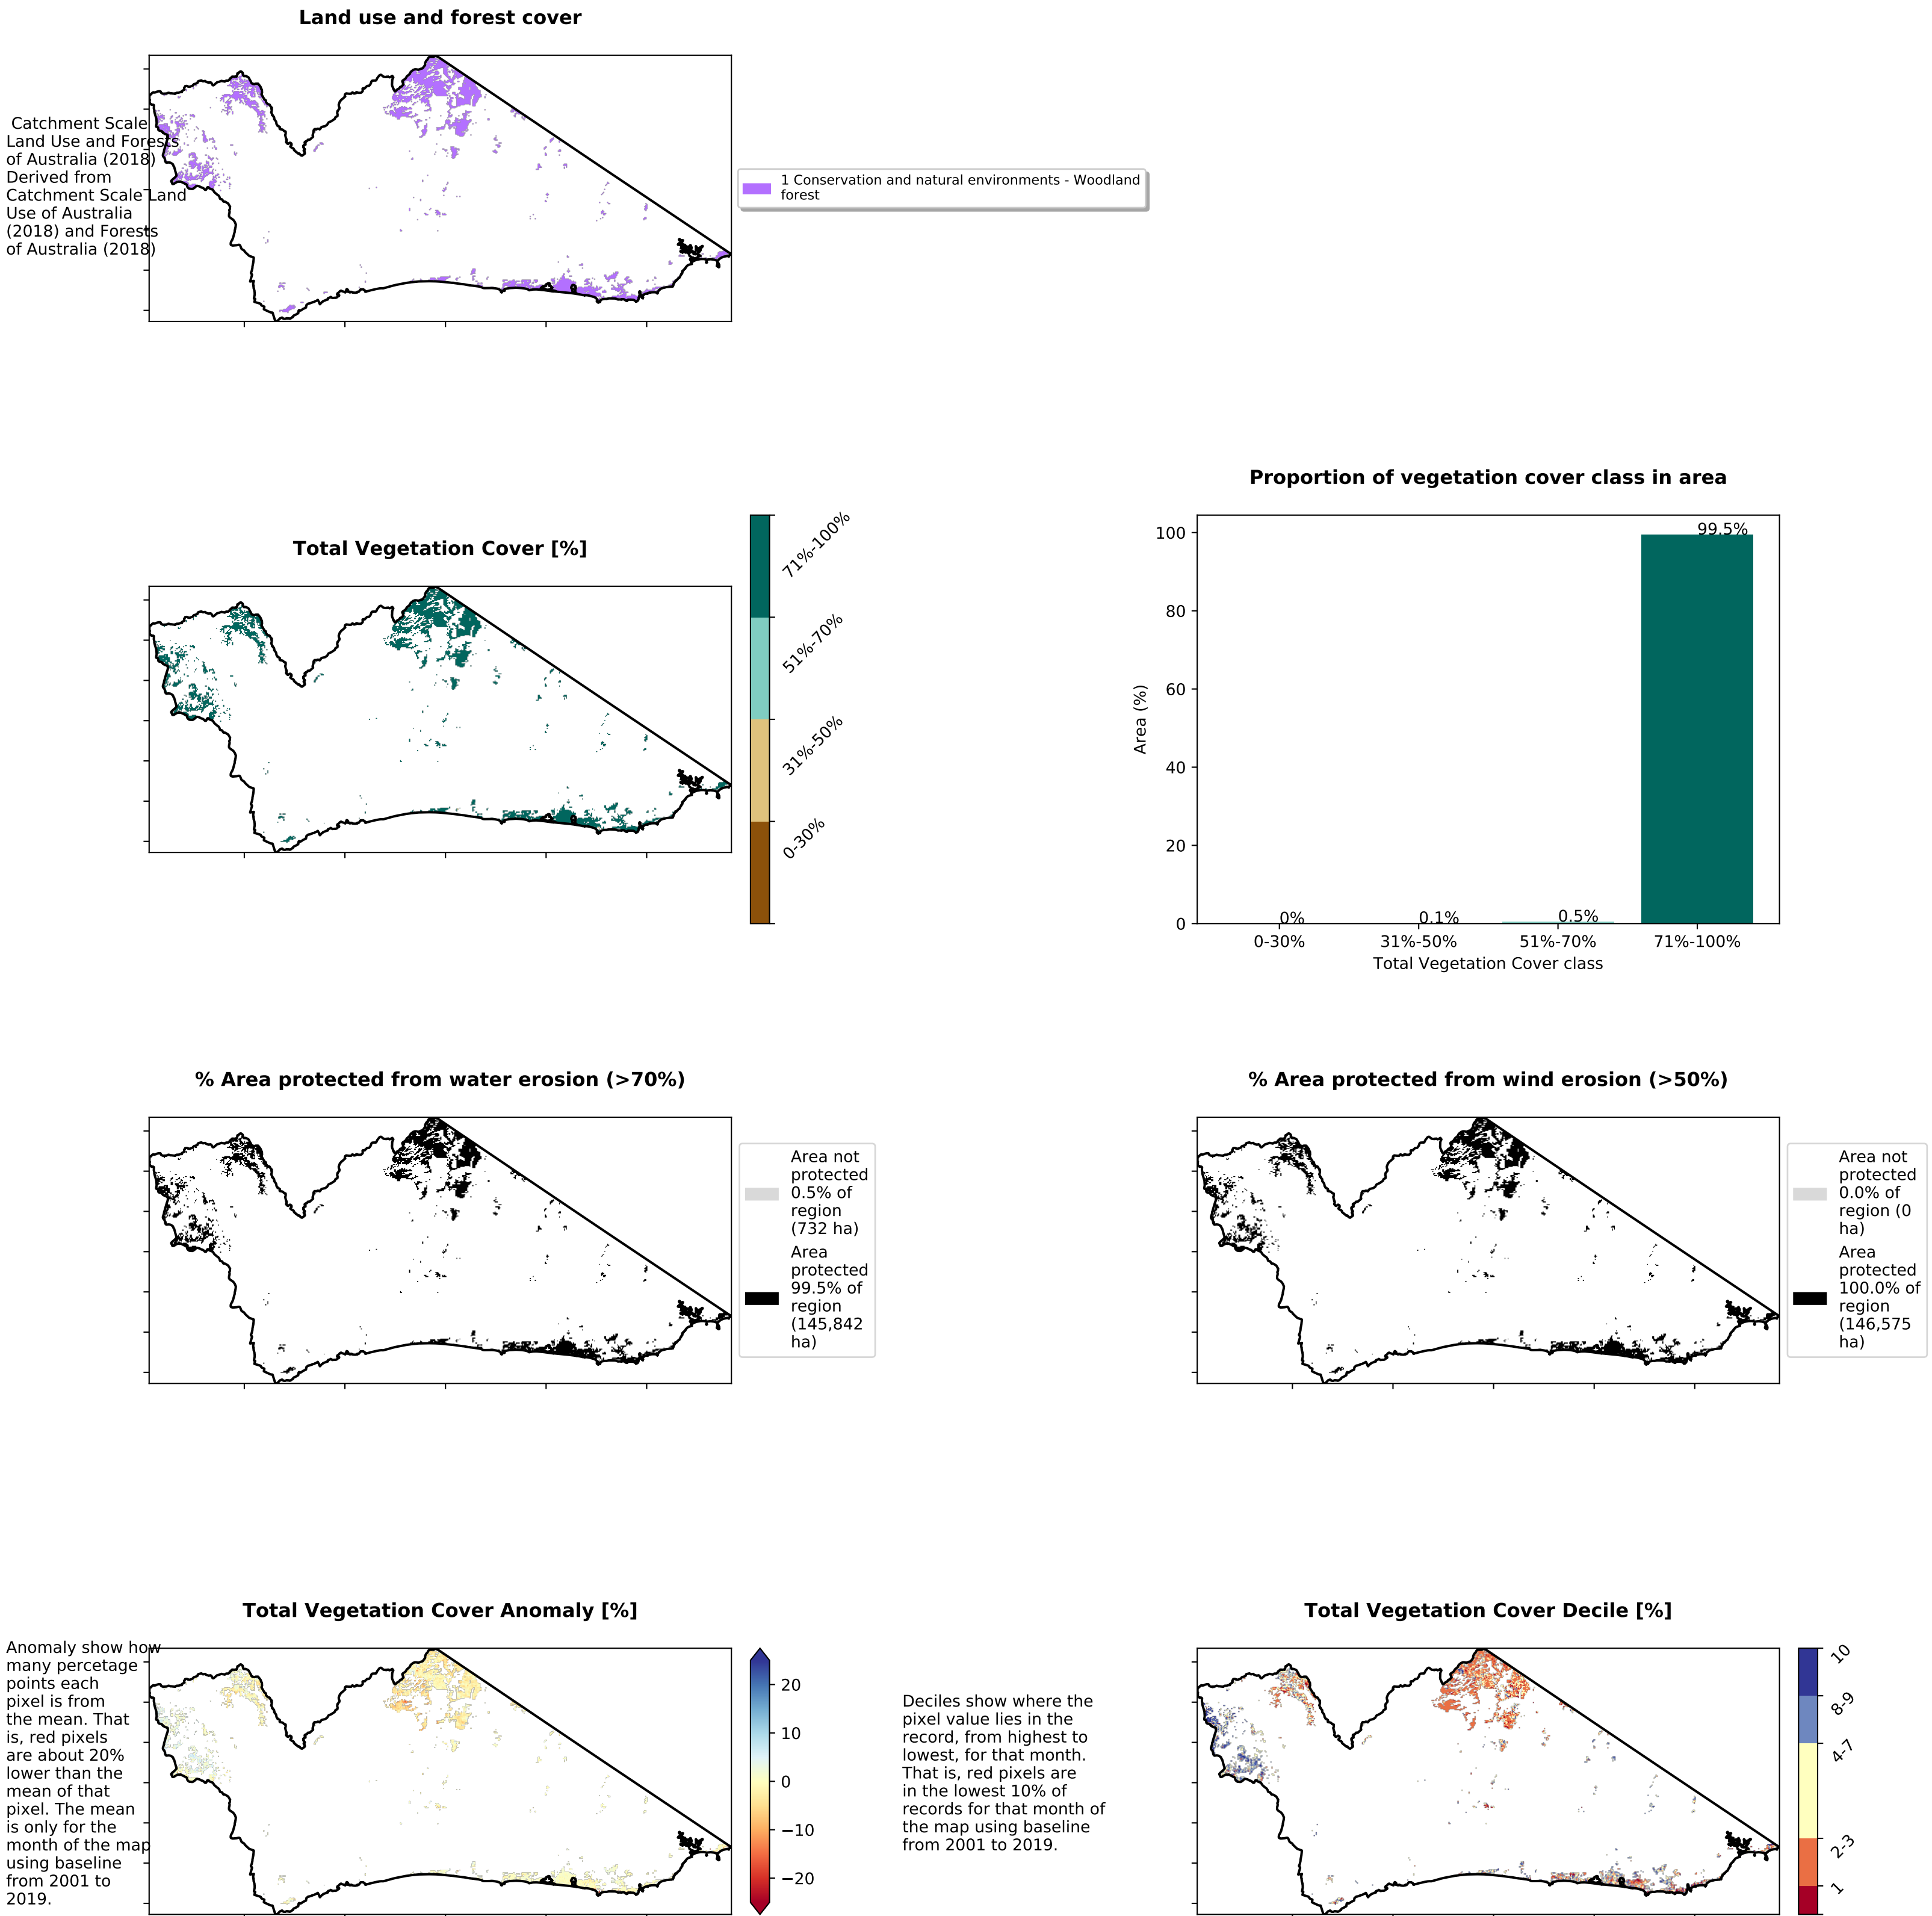 Land use and forest cover
Catchment Scale
Land Use and Forests
of Australia (2018)
Derived from
Catchment Scale Land
Use of Australia
(2018) and Forests
of Australia (2018)
1 Conservation and natural environments - Woodland
forest
Total Vegetation Cover [%]
71%-100%
51%-70%
31%-50%
0-30%
Proportion of vegetation cover class in area
100
80
60
40
20
0
Area (%)
0%
0.1%
0.5%
99.5%
0-30%
31%-50%
51%-70%
71%-100%
Total Vegetation Cover class
% Area protected from water erosion (>70%)
Area not
protected
0.5% of
region
(732 ha)
Area
protected
99.5% of
region
(145,842
ha)
% Area protected from wind erosion (>50%)
Area not
protected
0.0% of
region (0
ha)
Area
protected
100.0% of
region
(146,575
ha)
Total Vegetation Cover Anomaly [%]
Anomaly show how
many percetage
points each
pixel is from
the mean. That
is, red pixels
are about 20%
lower than the
mean of that
pixel. The mean
is only for the
month of the map
using baseline
from 2001 to
2019.
20
10
0
−10
−20
Total Vegetation Cover Decile [%]
Deciles show where the
pixel value lies in the
record, from highest to
lowest, for that month.
That is, red pixels are
in the lowest 10% of
records for that month of
the map using baseline
from 2001 to 2019.
10
8-9
4-7
2-3
1